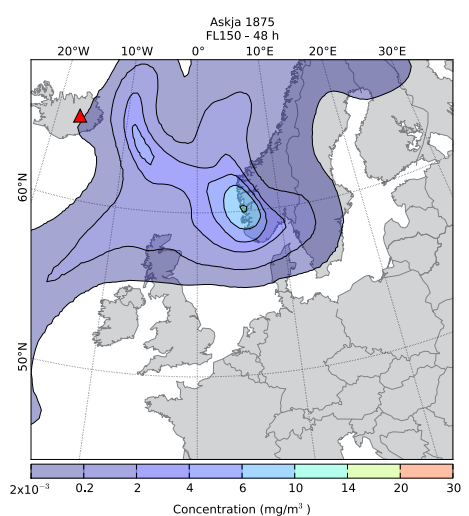 Askja 1875
FL150 - 48 h
20°W 10°W 0° 10°E 20°E 30°E
60°N
50°N
2x10⁻³ 0.2 2 4 6 10 14 20 30
Concentration (mg/m³ )